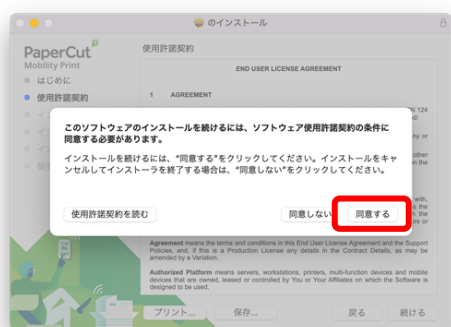 のインストール
PaperCut
Mobility Print
使用許諾契約
はじめに
使用許諾契約
END USER LICENSE AGREEMENT
1 AGREEMENT
N 124
このソフトウェアのインストールを続けるには、ソフトウェア使用許諾契約の条件に
同意する必要があります。
インストールを続けるには、"同意する"をクリックしてください。インストールをキャ
ンセルしてインストーラを終了する場合は、"同意しない"をクリックしてください。
使用許諾契約を読む
同意しない
同意する
Agreement means the terms and conditions in this End User License Agreement and the Support
Policies, and, if this is a Production License any details in the Contract Details, as may be
amended by a Variation.
Authorized Platform means servers, workstations, printers, multi-function devices and mobile
devices that are owned, leased or controlled by You or Your Affiliates on which the Software is
designed to be used.
プリント...
保存...
戻る
続ける